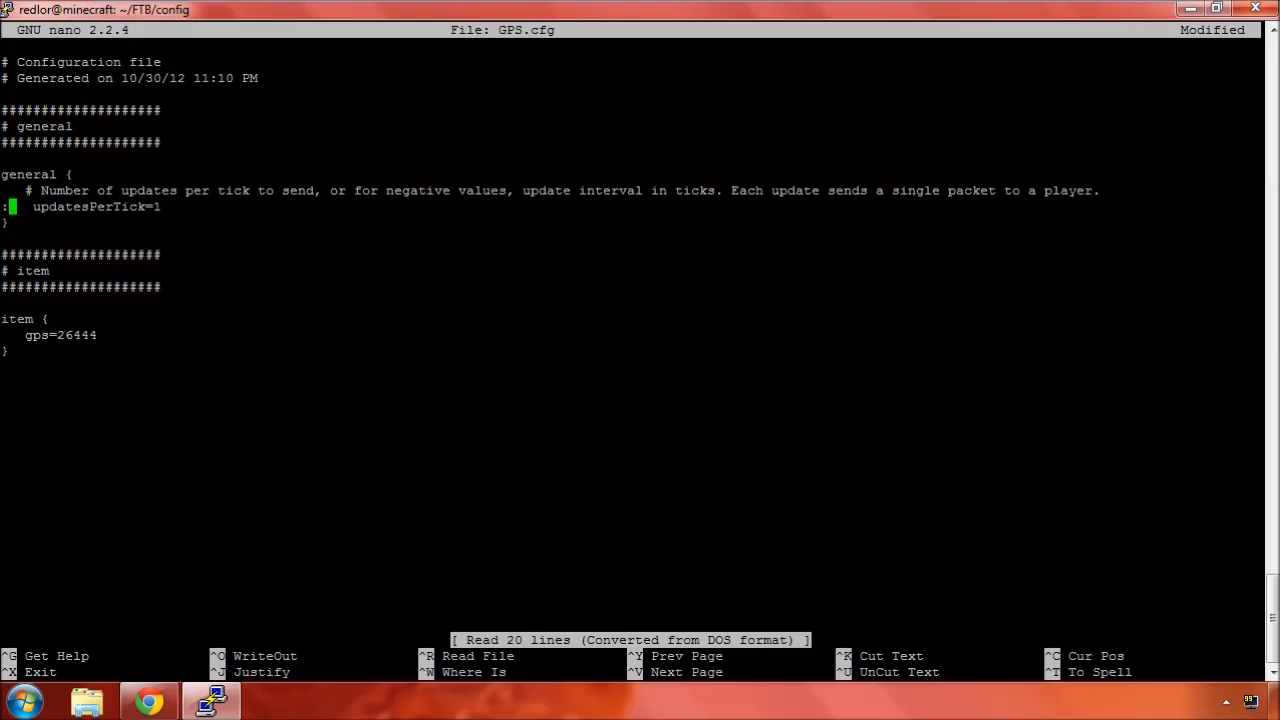 redlor@minecraft: ~/FTB/config
GNU nano 2.2.4 File: GPS.cfg Modified
# Configuration file
# Generated on 10/30/12 11:10 PM
####################
# general
####################
general {
# Number of updates per tick to send, or for negative values, update interval in ticks. Each update sends a single packet to a player.
: updatesPerTick=1
}
####################
# item
####################
item {
gps=26444
}
[ Read 20 lines (Converted from DOS format) ]
^G Get Help ^O WriteOut ^R Read File ^Y Prev Page ^K Cut Text ^C Cur Pos
^X Exit ^J Justify ^W Where Is ^V Next Page ^U UnCut Text ^T To Spell
99